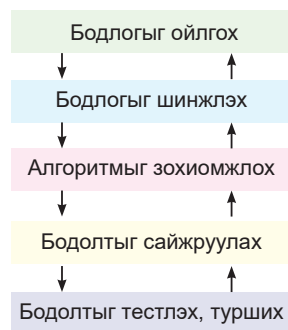 Бодлогыг ойлгох
Бодлогыг шинжлэх
Алгоритмыг зохиомжлох
Бодолтыг сайжруулах
Бодолтыг тестлэх, турших